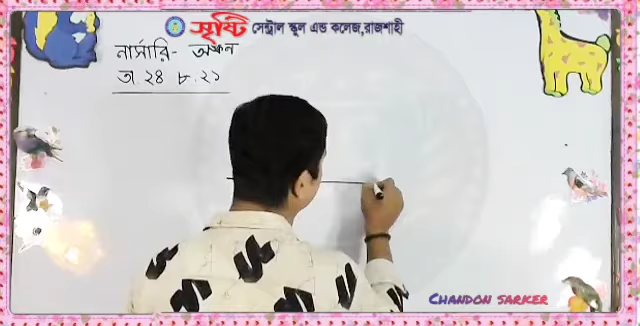 সৃষ্টি সেন্ট্রাল স্কুল এন্ড কলেজ,রাজশাহী
নার্সারি- অঙ্কন
তা ২৪ ৮.২১
CHANDON SARKER